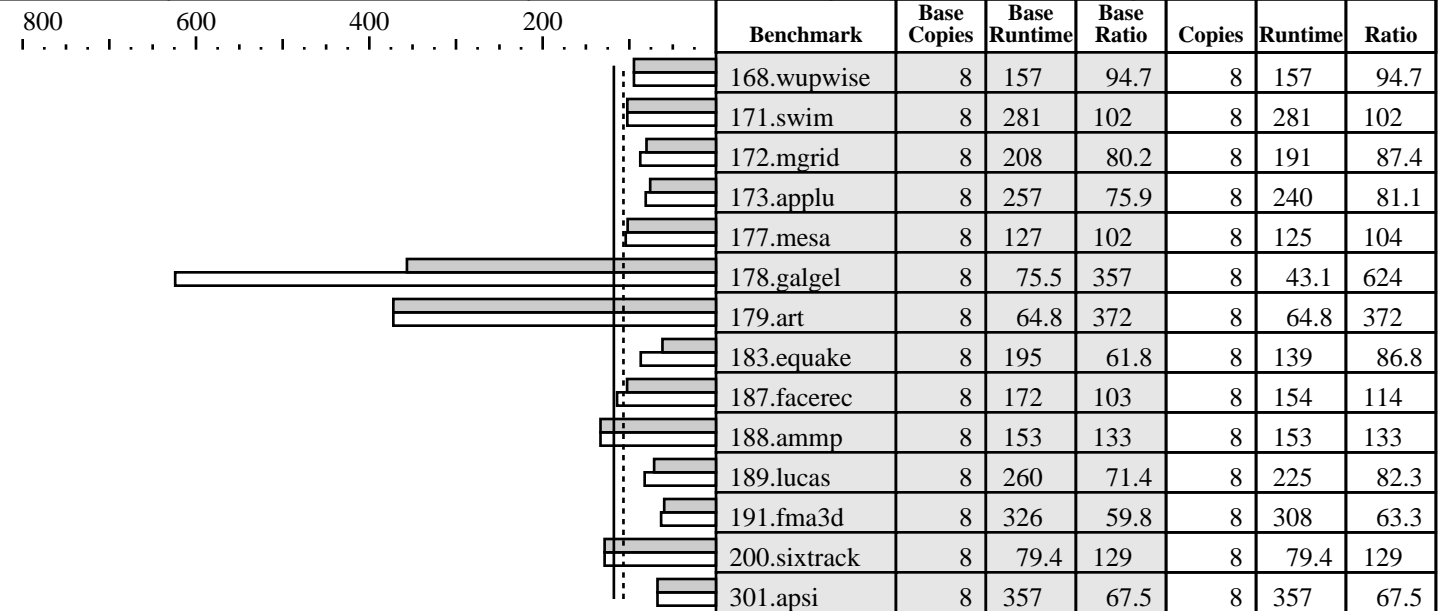 800 600 400 200
Benchmark Base Copies Base Runtime Base Ratio Copies Runtime Ratio
168.wupwise 8 157 94.7 8 157 94.7
171.swim 8 281 102 8 281 102
172.mgrid 8 208 80.2 8 191 87.4
173.applu 8 257 75.9 8 240 81.1
177.mesa 8 127 102 8 125 104
178.galgel 8 75.5 357 8 43.1 624
179.art 8 64.8 372 8 64.8 372
183.equake 8 195 61.8 8 139 86.8
187.facerec 8 172 103 8 154 114
188.ammp 8 153 133 8 153 133
189.lucas 8 260 71.4 8 225 82.3
191.fma3d 8 326 59.8 8 308 63.3
200.sixtrack 8 79.4 129 8 79.4 129
301.apsi 8 357 67.5 8 357 67.5